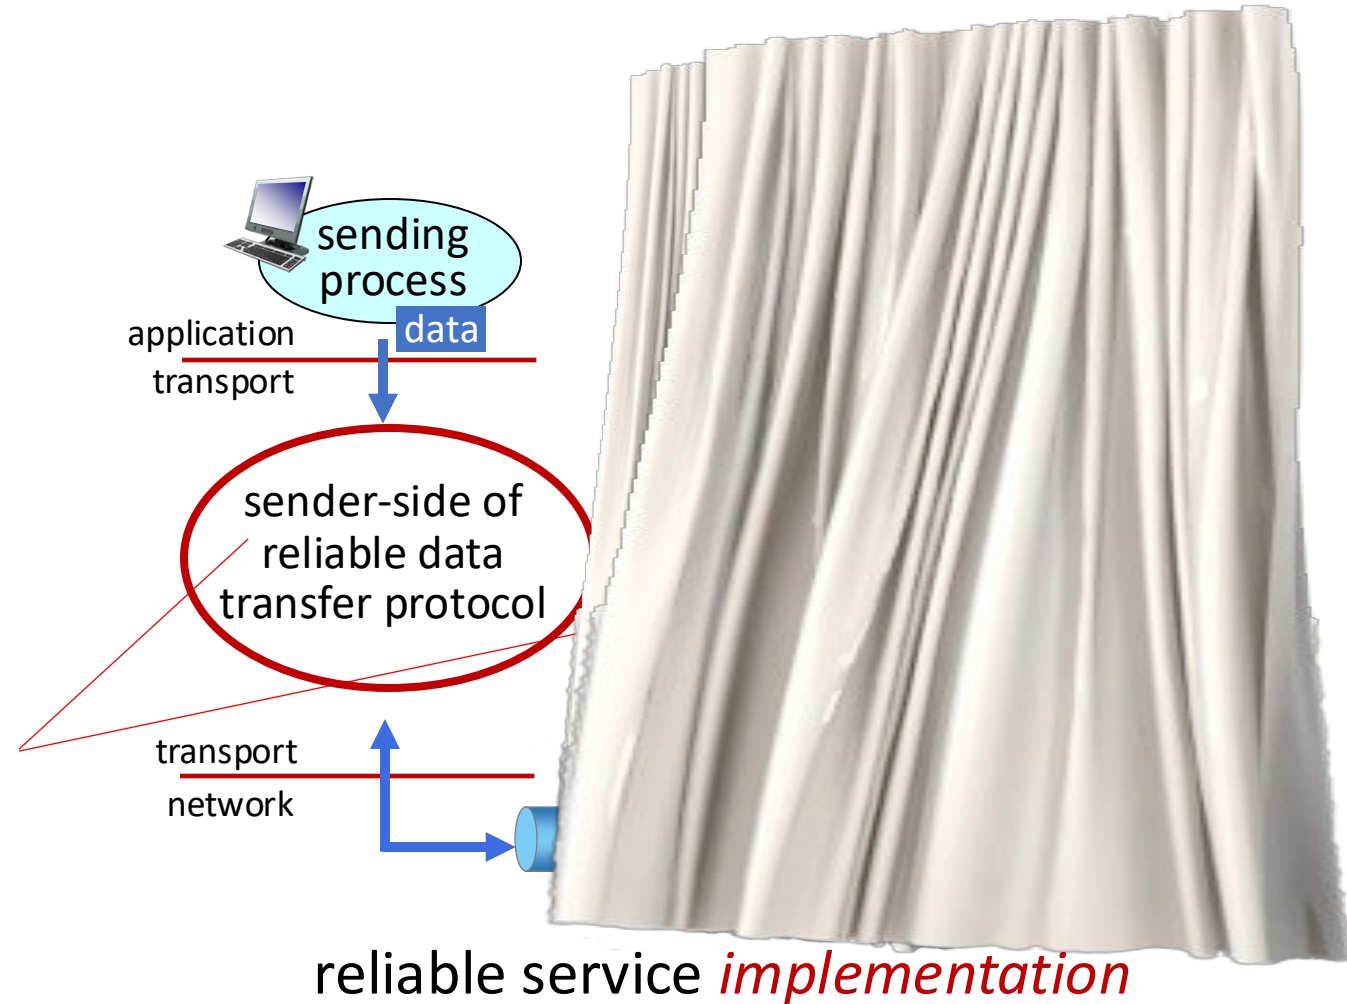 sending
process
data
application
transport
sender-side of
reliable data
transfer protocol
transport
network
reliable service implementation